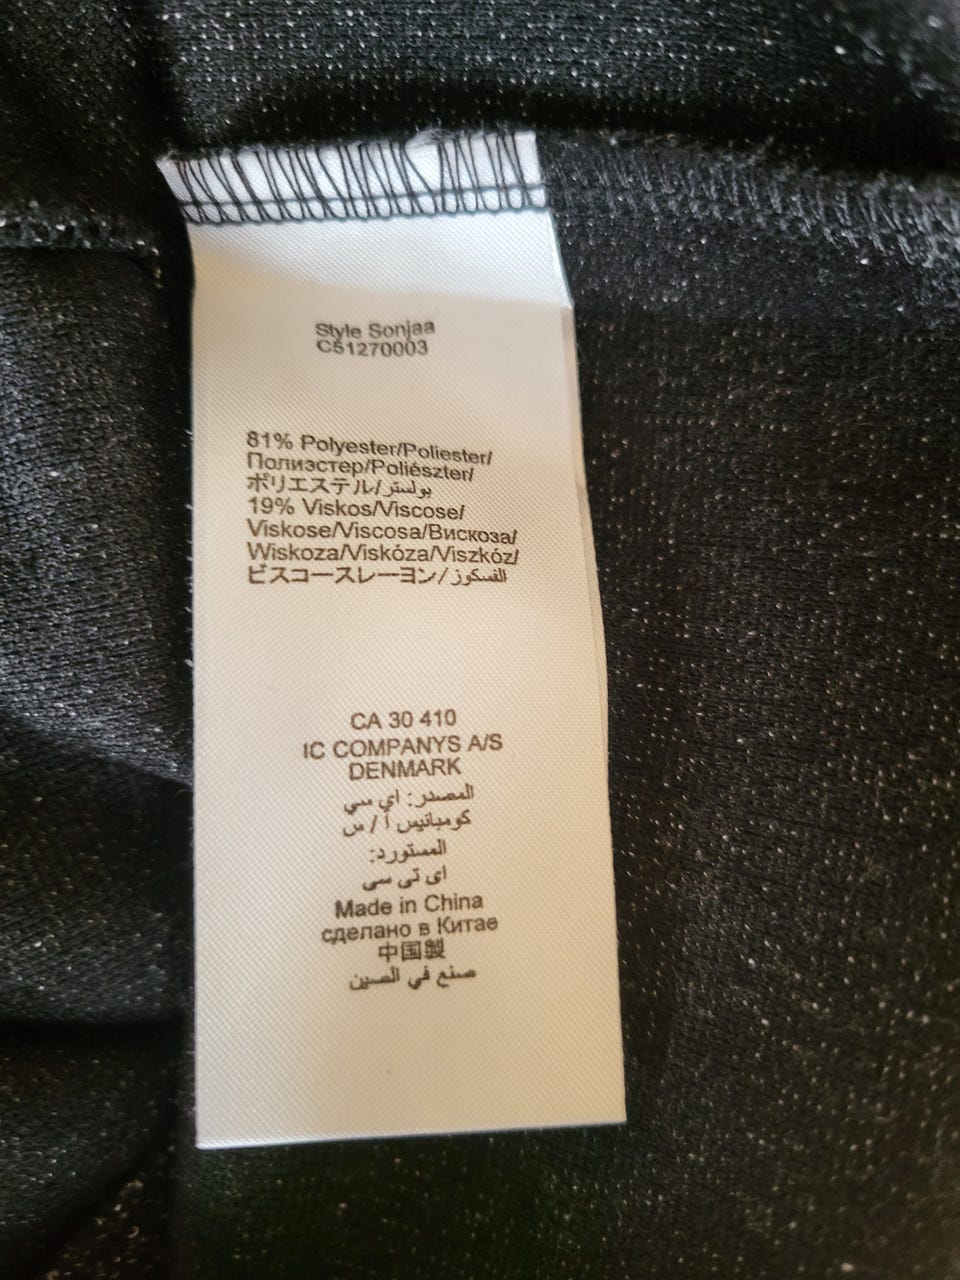 Style Sonjaa
C51270003
81% Polyester/Poliester/
Полиэстер/Poliészter/
ポリエステル/بولستر
19% Viskos/Viscose/
Viskose/Viscosa/Вискоза/
Wiskoza/Viskóza/Viszkóz/
ビスコースレーヨン/الفسكوز
CA 30 410
IC COMPANYS A/S
DENMARK
المصدر: اي سي
كومبانيس ا / س
المستورد:
اى تى سى
Made in China
сделано в Китае
中国製
صنع في الصين